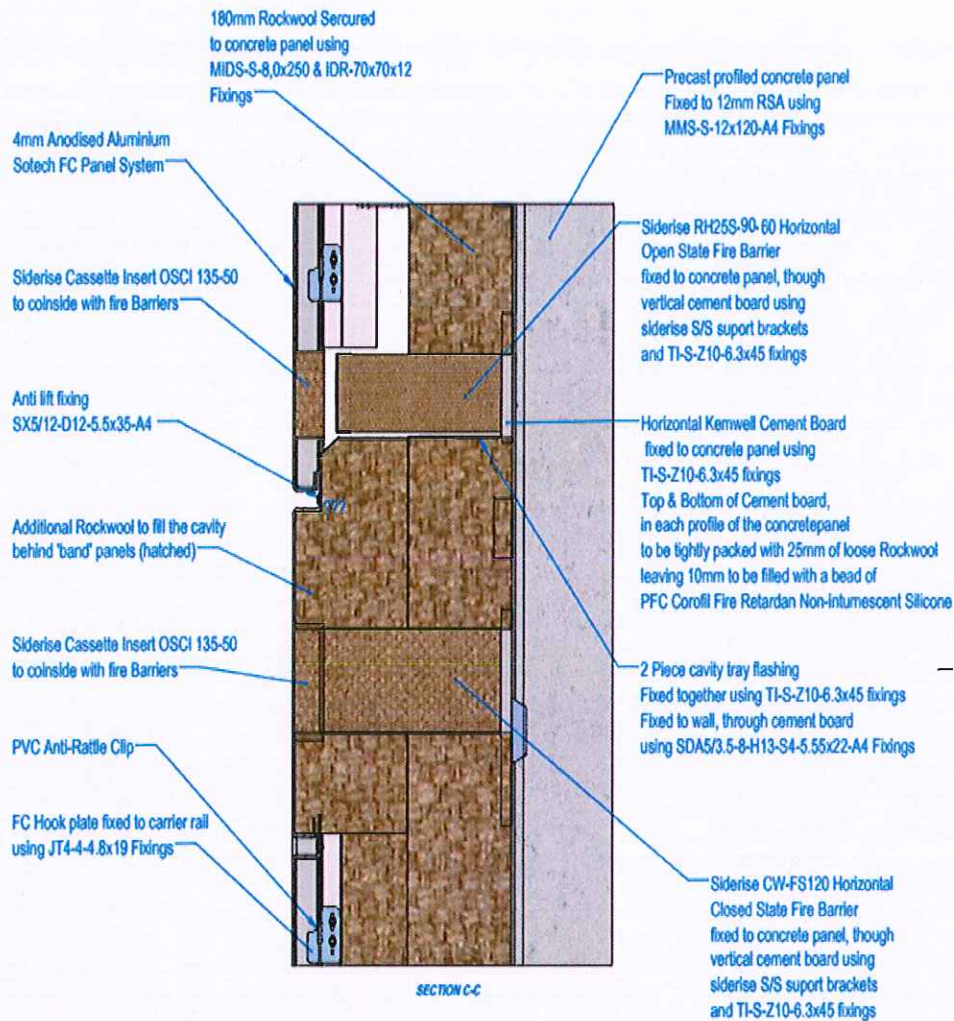 180mm Rockwool Sercured
to concrete panel using
MIDS-S-8,0x250 & IDR-70x70x12
Fixings
Precast profiled concrete panel
Fixed to 12mm RSA using
MMS-S-12x120-A4 Fixings
4mm Anodised Aluminium
Sotech FC Panel System
Siderise RH25S-90-60 Horizontal
Open State Fire Barrier
fixed to concrete panel, though
vertical cement board using
siderise S/S suport brackets
and TI-S-Z10-6.3x45 fixings
Siderise Cassette Insert OSCI 135-50
to coinside with fire Barriers
Anti lift fixing
SX5/12-D12-5.5x35-A4
Horizontal Kemwell Cement Board
fixed to concrete panel using
TI-S-Z10-6.3x45 fixings
Top & Bottom of Cement board,
in each profile of the concretepanel
to be tightly packed with 25mm of loose Rockwool
leaving 10mm to be filled with a bead of
PFC Corofil Fire Retardan Non-intumescent Silicone
Additional Rockwool to fill the cavity
behind 'band' panels (hatched)
Siderise Cassette Insert OSCI 135-50
to coinside with fire Barriers
2 Piece cavity tray flashing
Fixed together using TI-S-Z10-6.3x45 fixings
Fixed to wall, through cement board
using SDA5/3.5-8-H13-S4-5.55x22-A4 Fixings
PVC Anti-Rattle Clip
FC Hook plate fixed to carrier rail
using JT4-4-4.8x19 Fixings
Siderise CW-FS120 Horizontal
Closed State Fire Barrier
fixed to concrete panel, though
vertical cement board using
siderise S/S suport brackets
and TI-S-Z10-6.3x45 fixings
SECTION C-C